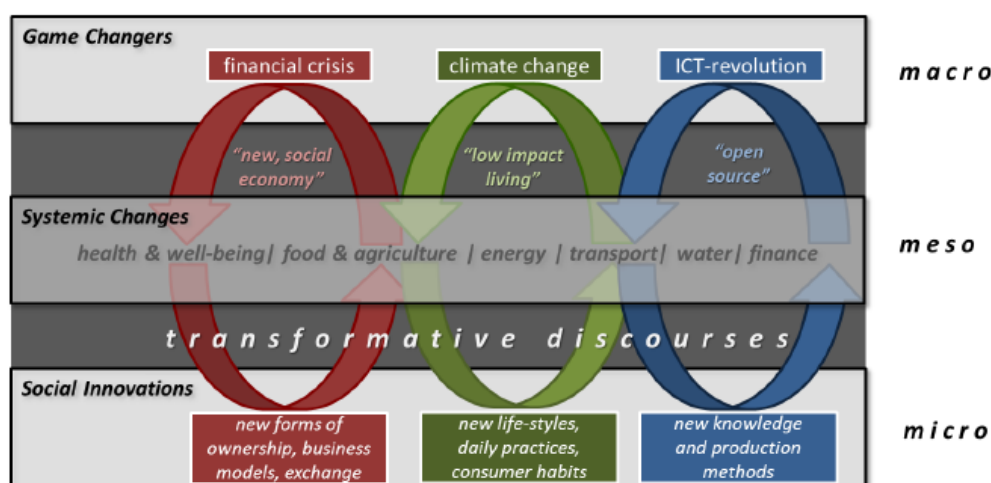 Game Changers
financial crisis
climate change
ICT-revolution
macro
"new, social
economy"
"low impact
living"
"open
source"
Systemic Changes
health & well-being| food & agriculture | energy | transport| water| finance
meso
transformative discourses
Social Innovations
new forms of
ownership, business
models, exchange
new life-styles,
daily practices,
consumer habits
new knowledge
and production
methods
micro